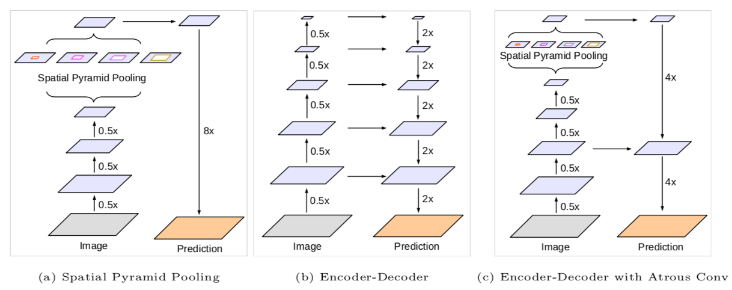 Spatial Pyramid Pooling
0.5x
0.5x
0.5x
8x
Image
Prediction
0.5x
0.5x
0.5x
0.5x
0.5x
2x
2x
2x
2x
2x
Image
Prediction
Spatial Pyramid Pooling
0.5x
0.5x
0.5x
0.5x
4x
4x
Image
Prediction
(a) Spatial Pyramid Pooling
(b) Encoder-Decoder
(c) Encoder-Decoder with Atrous Conv